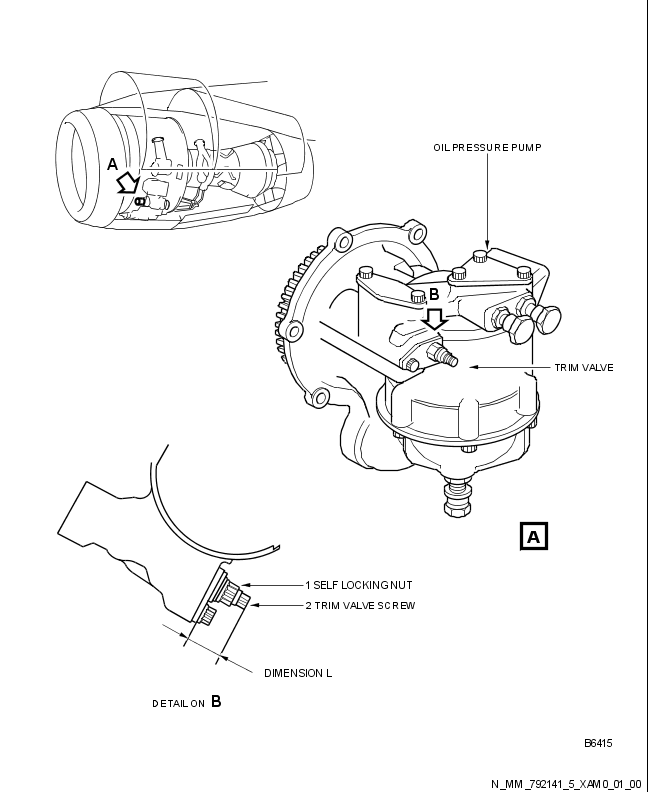 A
B
OIL PRESSURE PUMP
B
TRIM VALVE
A
1 SELF LOCKING NUT
2 TRIM VALVE SCREW
DIMENSION L
DETAIL ON B
B6415
N_MM_792141_5_XAM0_01_00